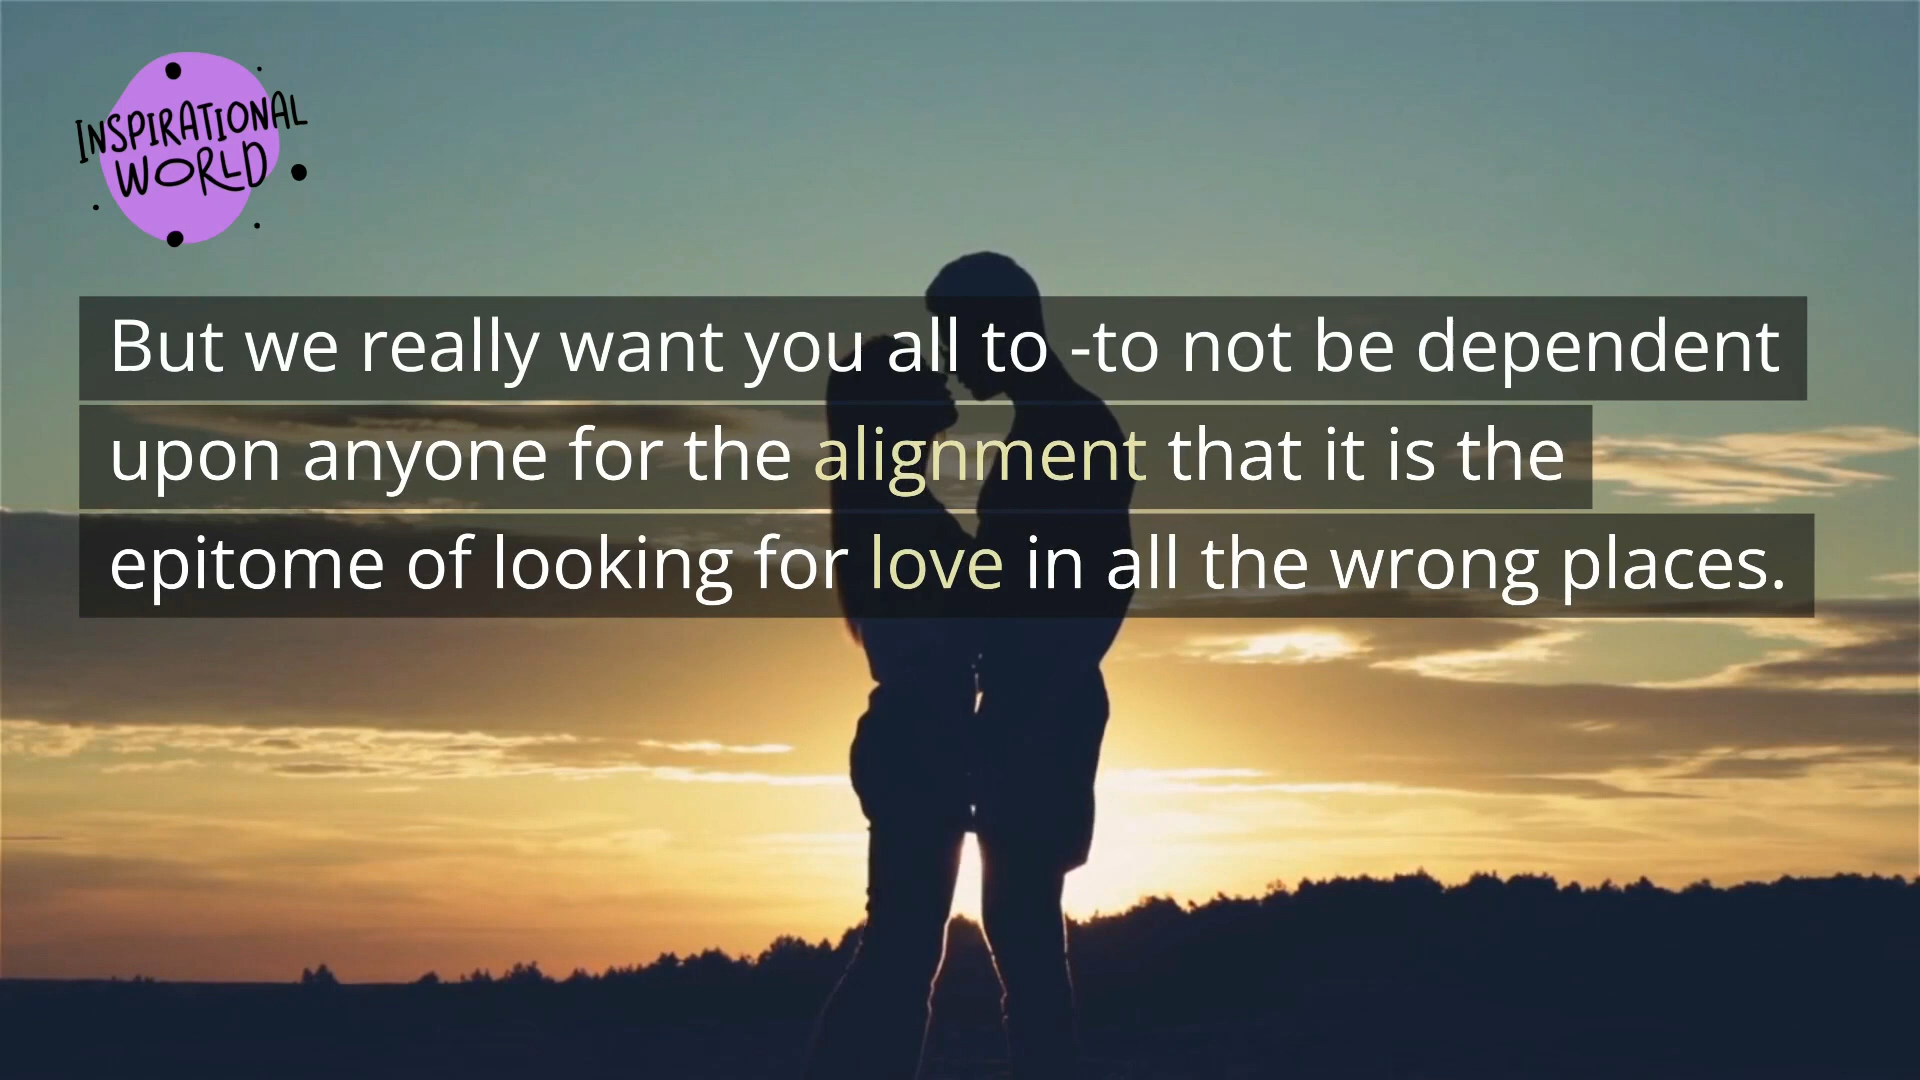 INSPIRATIONAL
WORLD
But we really want you all to -to not be dependent
upon anyone for the alignment that it is the
epitome of looking for love in all the wrong places.